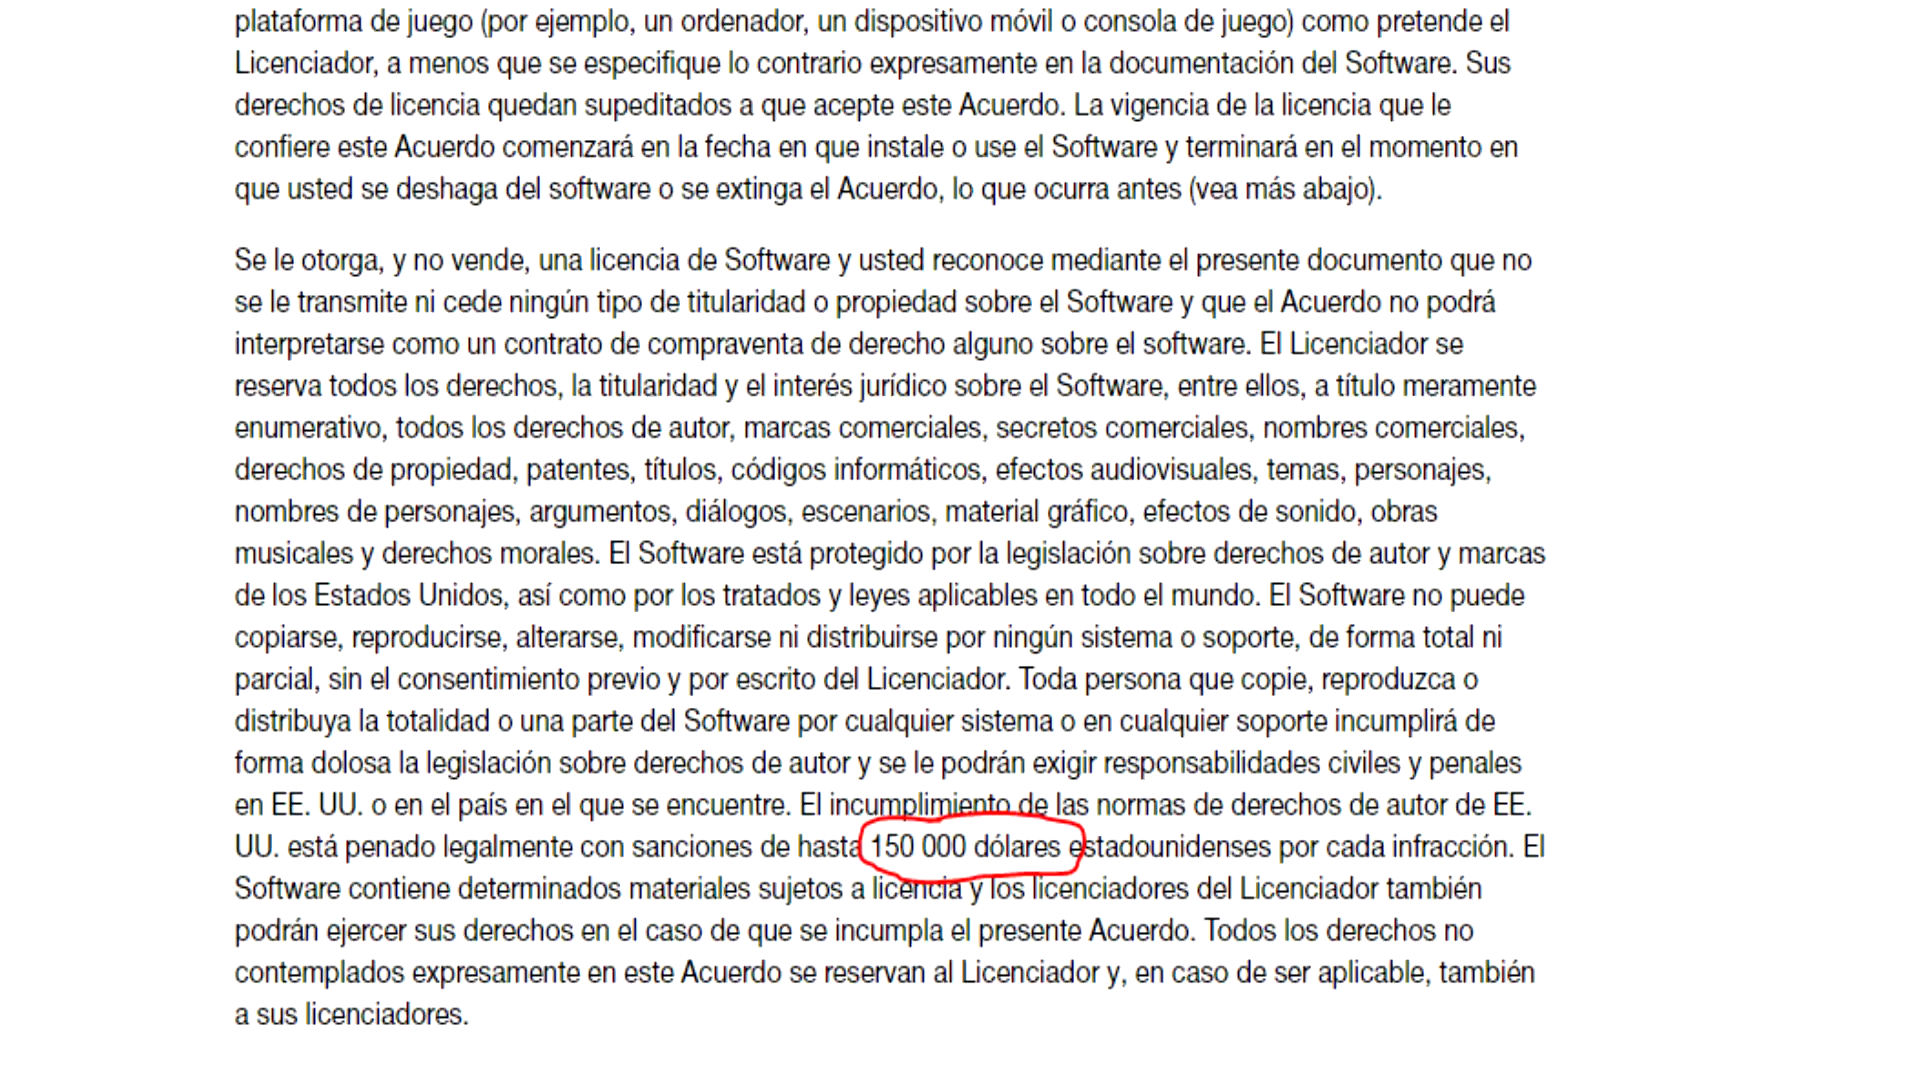 plataforma de juego (por ejemplo, un ordenador, un dispositivo móvil o consola de juego) como pretende el
Licenciador, a menos que se especifique lo contrario expresamente en la documentación del Software. Sus
derechos de licencia quedan supeditados a que acepte este Acuerdo. La vigencia de la licencia que le
confiere este Acuerdo comenzará en la fecha en que instale o use el Software y terminará en el momento en
que usted se deshaga del software o se extinga el Acuerdo, lo que ocurra antes (vea más abajo).
Se le otorga, y no vende, una licencia de Software y usted reconoce mediante el presente documento que no
se le transmite ni cede ningún tipo de titularidad o propiedad sobre el Software y que el Acuerdo no podrá
interpretarse como un contrato de compraventa de derecho alguno sobre el software. El Licenciador se
reserva todos los derechos, la titularidad y el interés jurídico sobre el Software, entre ellos, a título meramente
enumerativo, todos los derechos de autor, marcas comerciales, secretos comerciales, nombres comerciales,
derechos de propiedad, patentes, títulos, códigos informáticos, efectos audiovisuales, temas, personajes,
nombres de personajes, argumentos, diálogos, escenarios, material gráfico, efectos de sonido, obras
musicales y derechos morales. El Software está protegido por la legislación sobre derechos de autor y marcas
de los Estados Unidos, así como por los tratados y leyes aplicables en todo el mundo. El Software no puede
copiarse, reproducirse, alterarse, modificarse ni distribuirse por ningún sistema o soporte, de forma total ni
parcial, sin el consentimiento previo y por escrito del Licenciador. Toda persona que copie, reproduzca o
distribuya la totalidad o una parte del Software por cualquier sistema o en cualquier soporte incumplirá de
forma dolosa la legislación sobre derechos de autor y se le podrán exigir responsabilidades civiles y penales
en EE. UU. o en el país en el que se encuentre. El incumplimiento de las normas de derechos de autor de EE.
UU. está penado legalmente con sanciones de hasta 150 000 dólares estadounidenses por cada infracción. El
Software contiene determinados materiales sujetos a licencia y los licenciadores del Licenciador también
podrán ejercer sus derechos en el caso de que se incumpla el presente Acuerdo. Todos los derechos no
contemplados expresamente en este Acuerdo se reservan al Licenciador y, en caso de ser aplicable, también
a sus licenciadores.